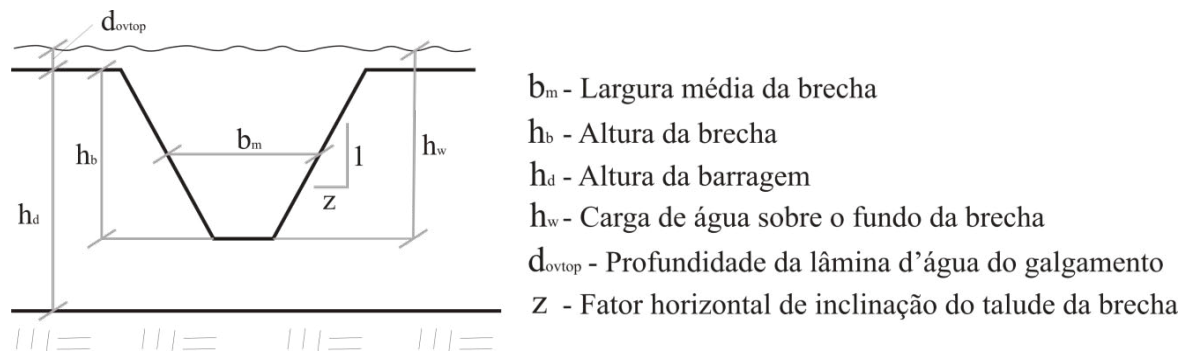 dovtop
hb
bm
1
z
hw
hd
bm - Largura média da brecha
hb - Altura da brecha
hd - Altura da barragem
hw - Carga de água sobre o fundo da brecha
dovtop - Profundidade da lâmina d’água do galgamento
z - Fator horizontal de inclinação do talude da brecha